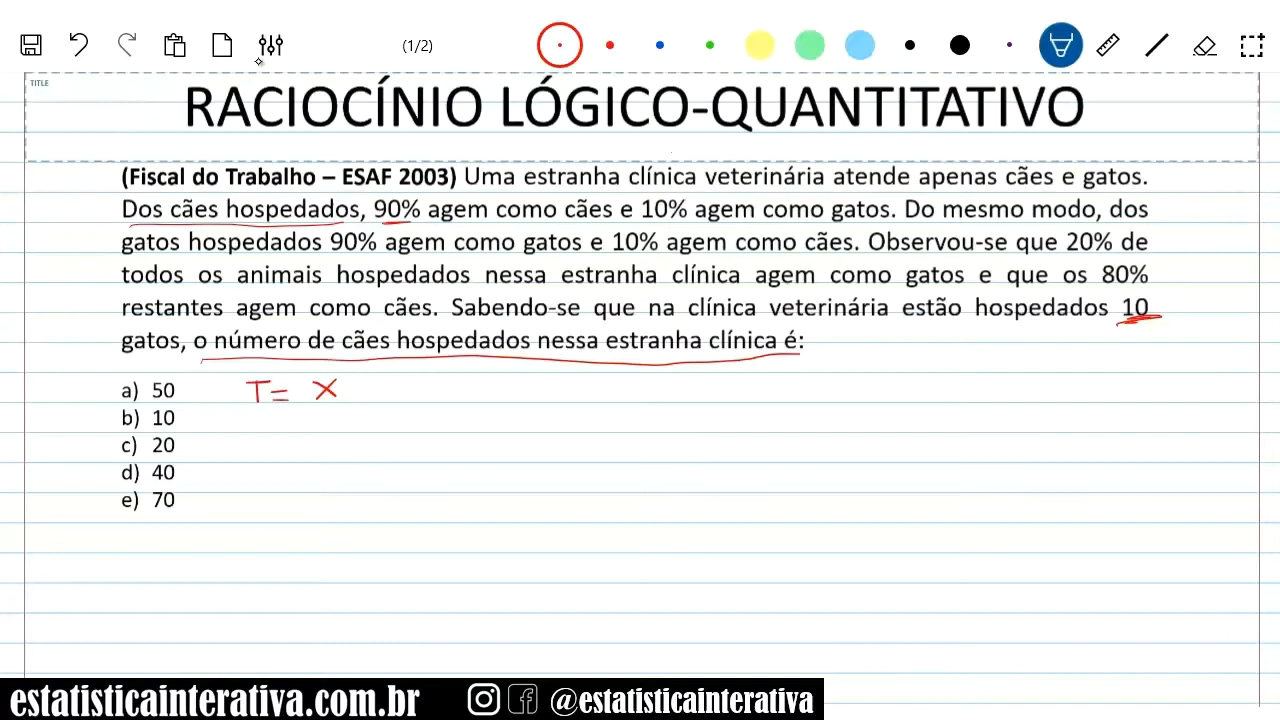 (1/2)
TITLE
RACIOCÍNIO LÓGICO-QUANTITATIVO
(Fiscal do Trabalho – ESAF 2003) Uma estranha clínica veterinária atende apenas cães e gatos.
Dos cães hospedados, 90% agem como cães e 10% agem como gatos. Do mesmo modo, dos
gatos hospedados 90% agem como gatos e 10% agem como cães. Observou-se que 20% de
todos os animais hospedados nessa estranha clínica agem como gatos e que os 80%
restantes agem como cães. Sabendo-se que na clínica veterinária estão hospedados 10
gatos, o número de cães hospedados nessa estranha clínica é:
a) 50
T= X
b) 10
c) 20
d) 40
e) 70
estatisticainterativa.com.br
@estatisticainterativa